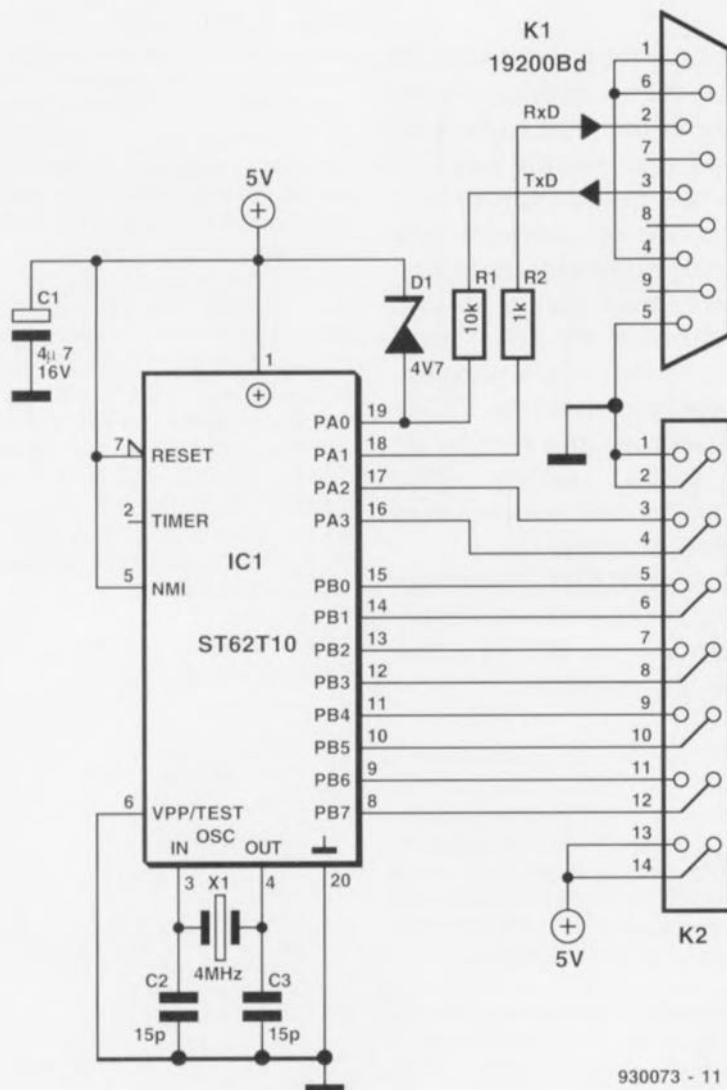 K1
19200Bd
1
6
RxD
2
7
TxD
3
8
4
9
5
5V
C1
4µ7
16V
D1
4V7
R1
10k
R2
1k
1
PA0 19
7 RESET
PA1 18
PA2 17
2 TIMER
PA3 16
IC1
5 NMI
PB0 15
PB1 14
ST62T10
PB2 13
PB3 12
PB4 11
PB5 10
PB6 9
6 VPP/TEST
PB7 8
OSC
IN
OUT
3
X1
4
20
4MHz
C2
15p
C3
15p
1
2
3
4
5
6
7
8
9
10
11
12
13
14
5V
K2
930073 - 11